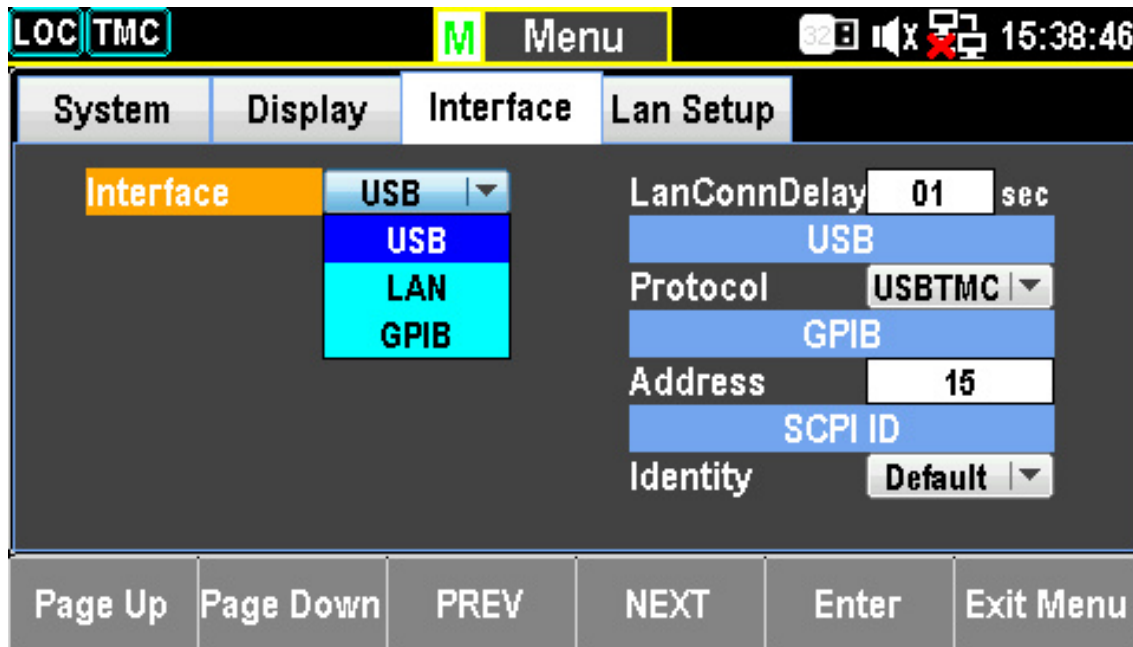 LOC TMC M Menu 32 X 15:38:46
System Display Interface Lan Setup
Interface USB
USB
LAN
GPIB
LanConnDelay 01 sec
USB
Protocol USBTMC
GPIB
Address 15
SCPI ID
Identity Default
Page Up Page Down PREV NEXT Enter Exit Menu